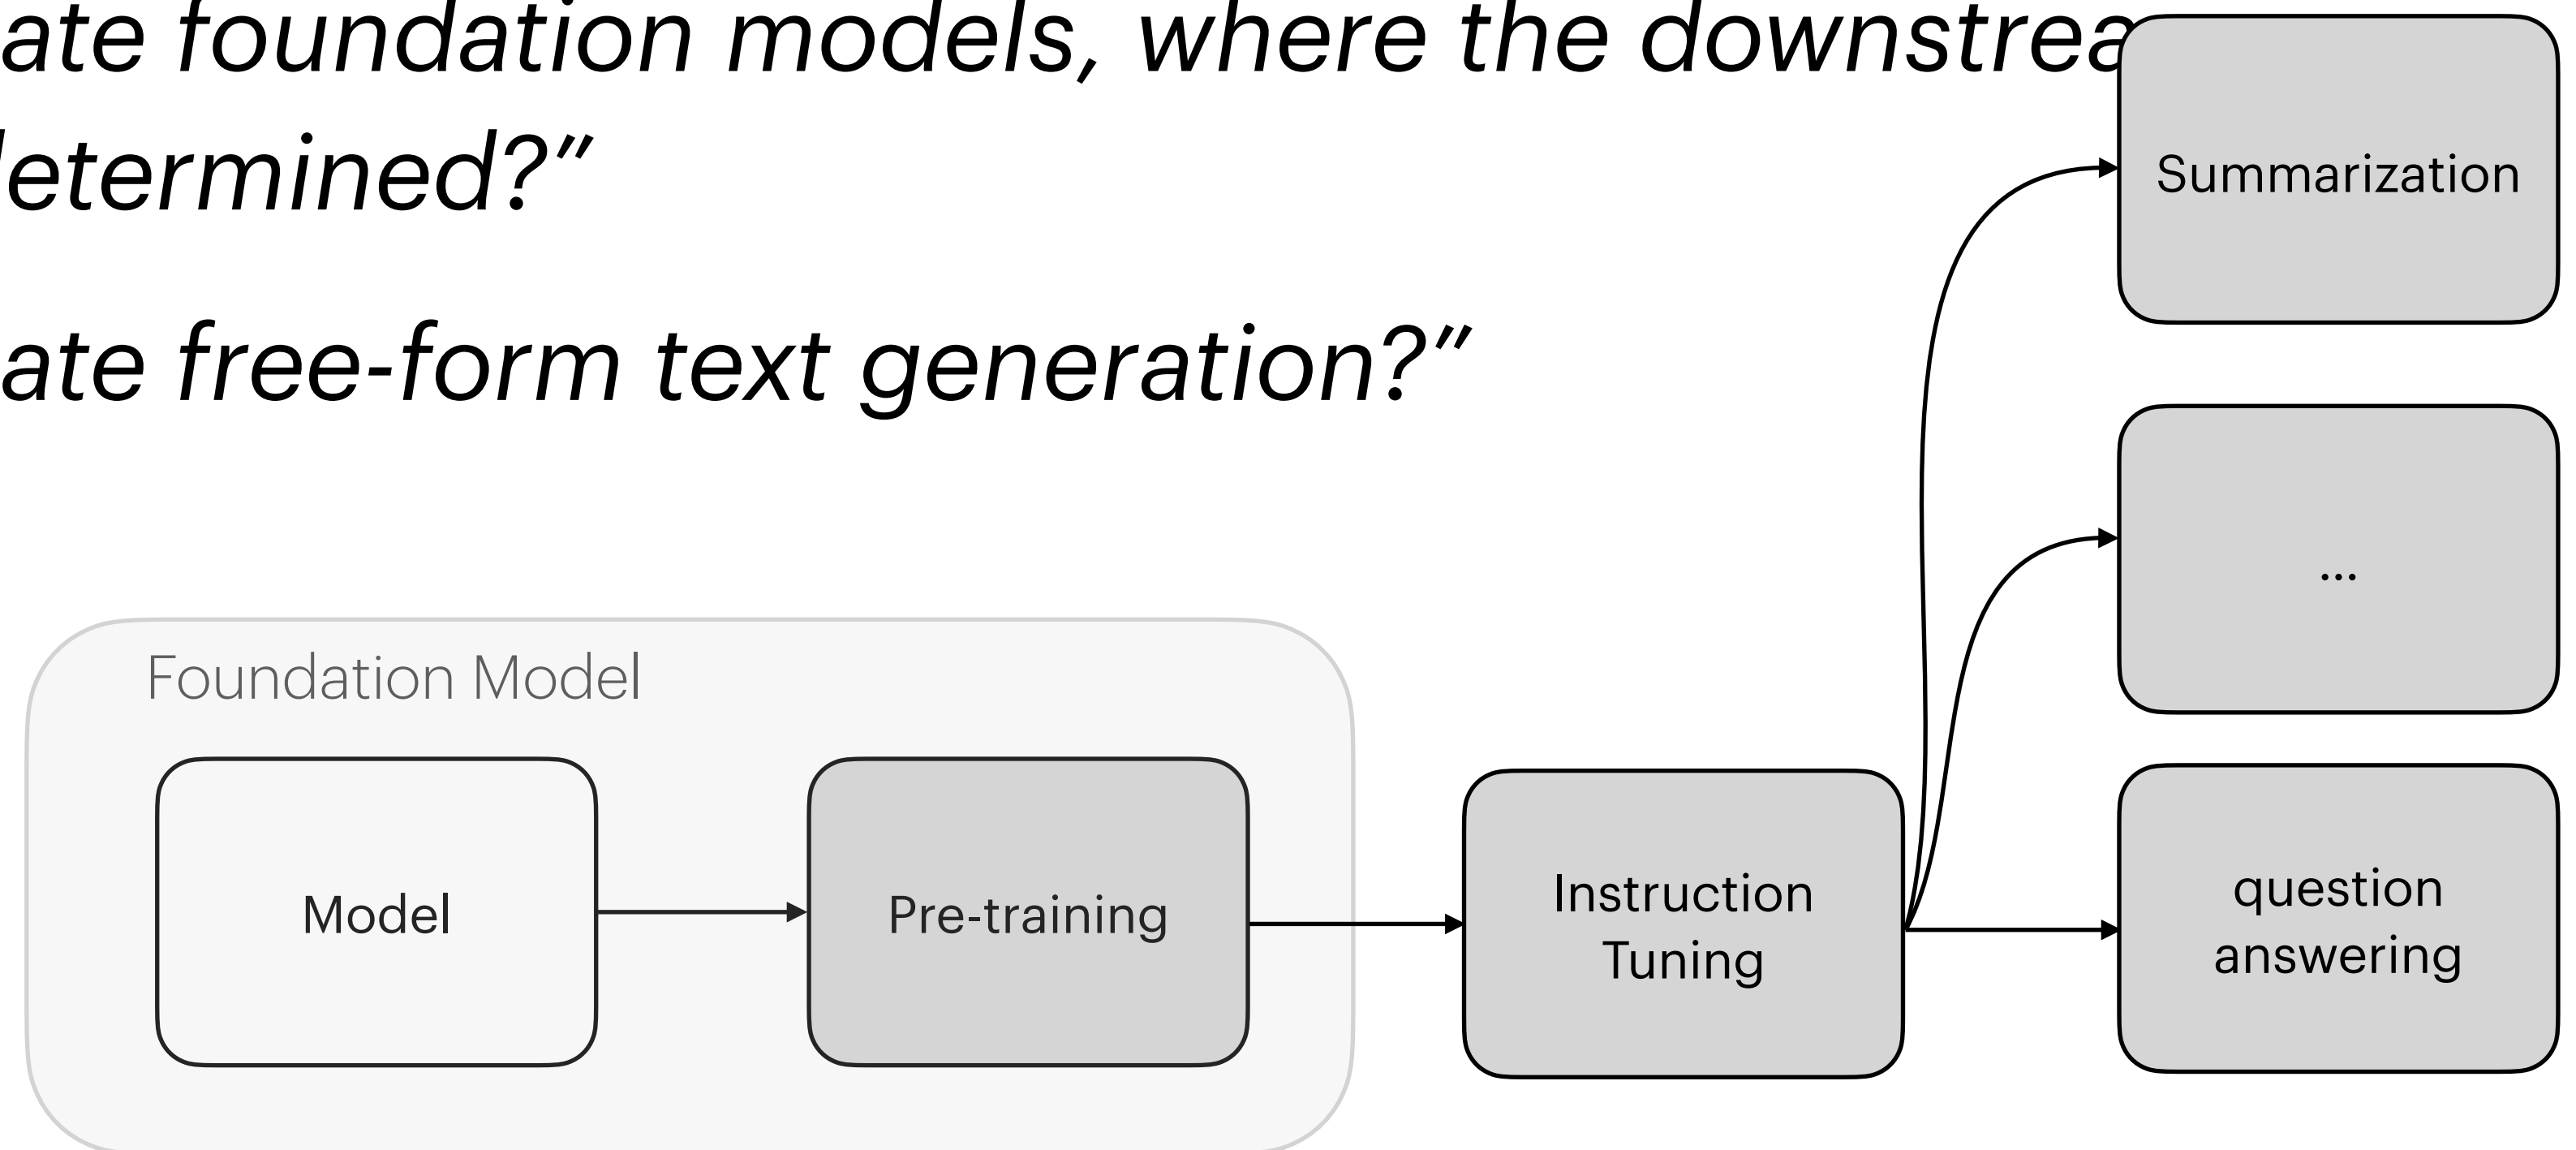 ate foundation models, where the downstrea
etermined?”
ate free-form text generation?”
Summarization
...
Foundation Model
Model
Pre-training
Instruction
Tuning
question
answering